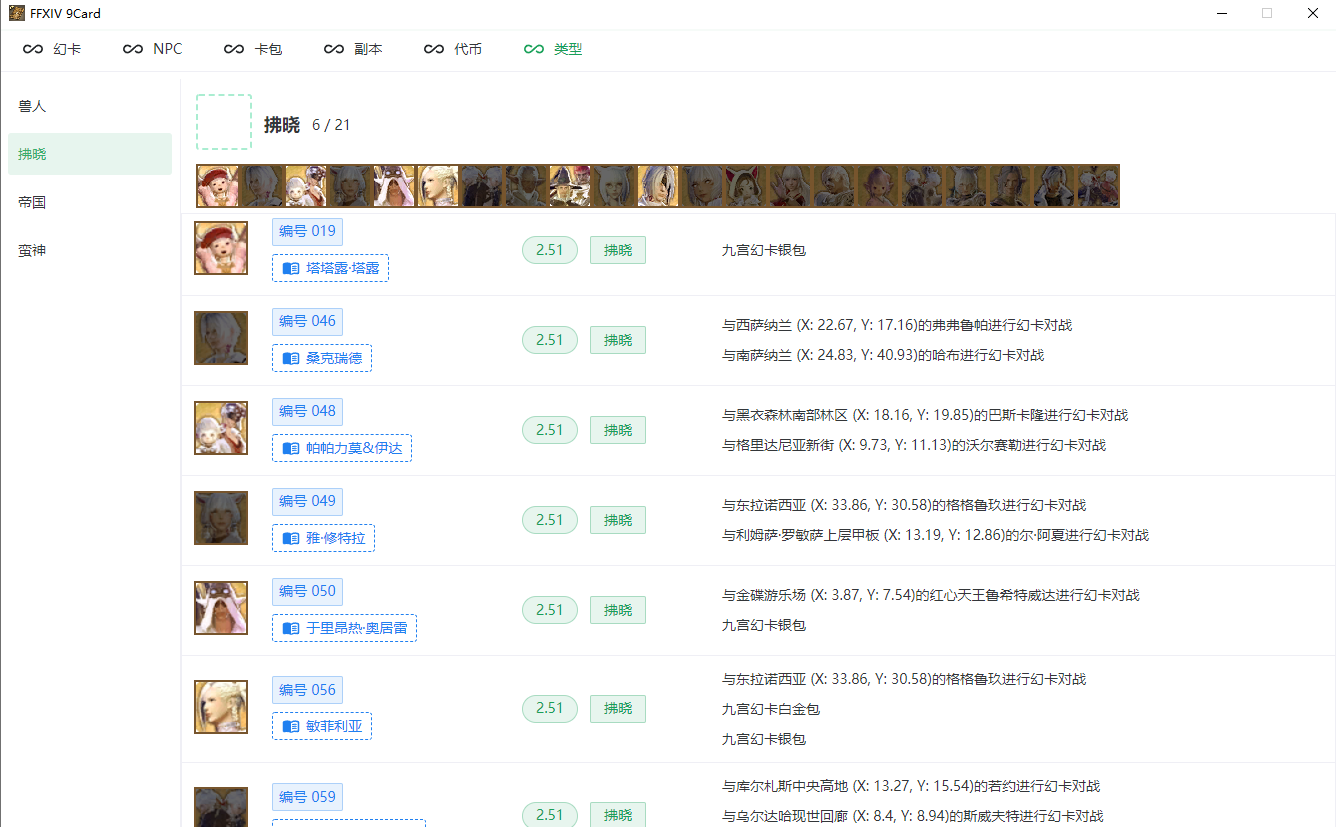 FFXIV 9Card
幻卡 NPC 卡包 副本 代币 类型
兽人
拂晓
帝国
蛮神
拂晓 6 / 21
编号 019
塔塔露·塔露
2.51 拂晓
九宫幻卡银包
编号 046
桑克瑞德
2.51 拂晓
与西萨纳兰 (X: 22.67, Y: 17.16)的弗弗鲁帕进行幻卡对战
与南萨纳兰 (X: 24.83, Y: 40.93)的哈布进行幻卡对战
编号 048
帕帕力莫&伊达
2.51 拂晓
与黑衣森林南部林区 (X: 18.16, Y: 19.85)的巴斯卡隆进行幻卡对战
与格里达尼亚新街 (X: 9.73, Y: 11.13)的沃尔赛勒进行幻卡对战
编号 049
雅·修特拉
2.51 拂晓
与东拉诺西亚 (X: 33.86, Y: 30.58)的格格鲁玖进行幻卡对战
与利姆萨·罗敏萨上层甲板 (X: 13.19, Y: 12.86)的尔·阿夏进行幻卡对战
编号 050
于里昂热·奥居雷
2.51 拂晓
与金碟游乐场 (X: 3.87, Y: 7.54)的红心天王鲁希特威达进行幻卡对战
九宫幻卡银包
编号 056
敏菲利亚
2.51 拂晓
与东拉诺西亚 (X: 33.86, Y: 30.58)的格格鲁玖进行幻卡对战
九宫幻卡白金包
九宫幻卡银包
编号 059
2.51 拂晓
与库尔札斯中央高地 (X: 13.27, Y: 15.54)的若约进行幻卡对战
与乌尔达哈现世回廊 (X: 8.4, Y: 8.94)的斯威夫特进行幻卡对战